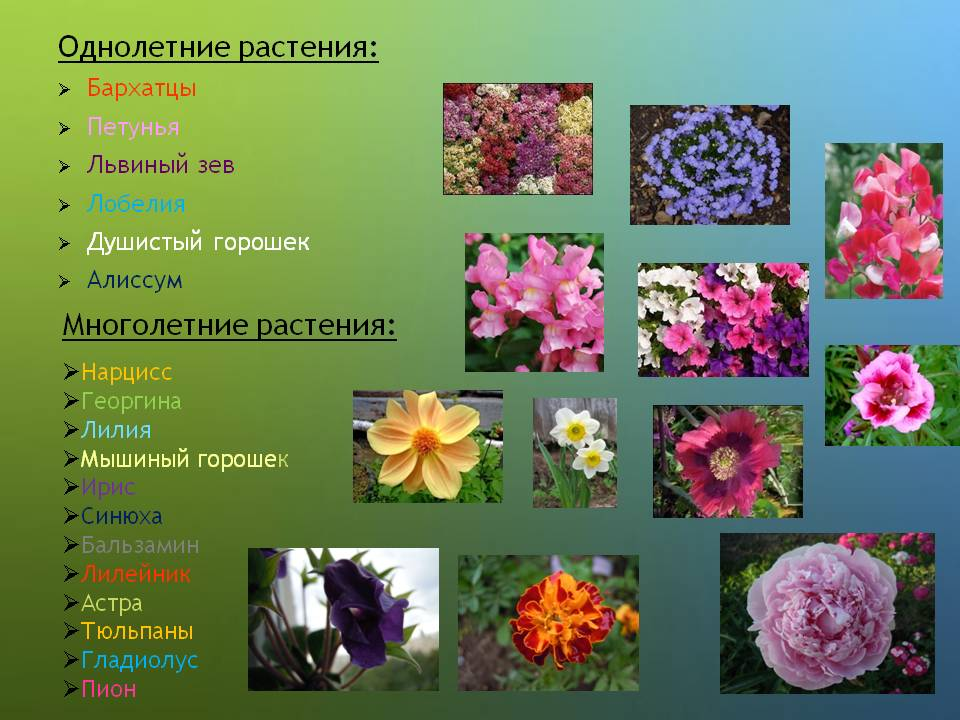 Однолетние растения:
Бархатцы
Петунья
Львиный зев
Лобелия
Душистый горошек
Алиссум
Многолетние растения:
Нарцисс
Георгина
Лилия
Мышиный горошек
Ирис
Синюха
Бальзамин
Лилейник
Астра
Тюльпаны
Гладиолус
Пион